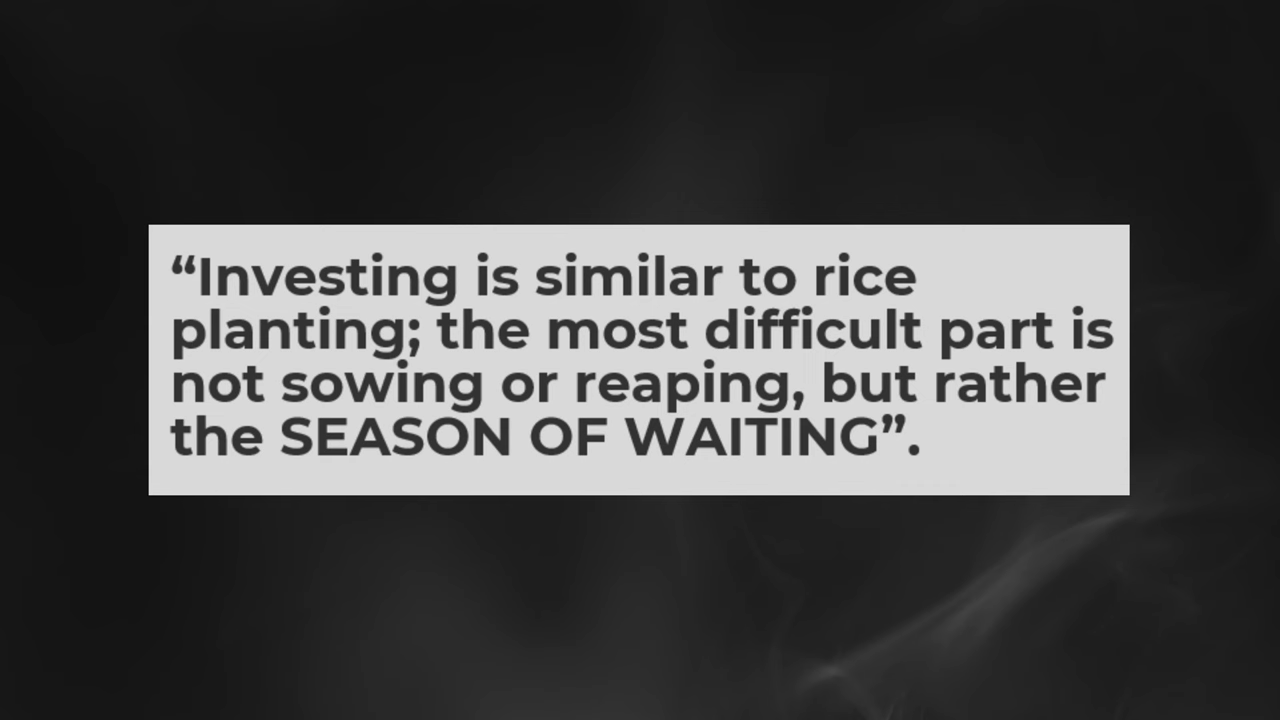 “Investing is similar to rice
planting; the most difficult part is
not sowing or reaping, but rather
the SEASON OF WAITING”.